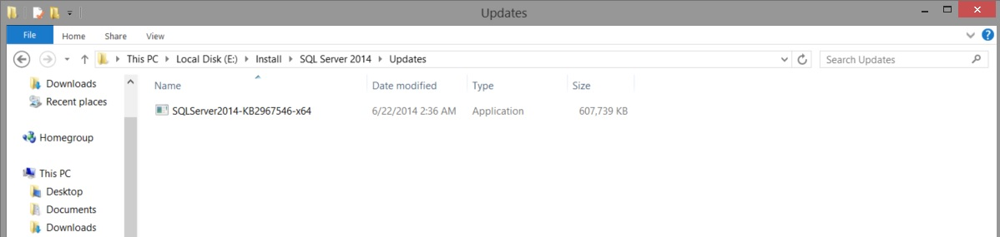 Updates
File Home Share View
This PC Local Disk (E:) Install SQL Server 2014 Updates Search Updates
Downloads
Recent places
Homegroup
This PC
Desktop
Documents
Downloads
Name Date modified Type Size
SQLServer2014-KB2967546-x64 6/22/2014 2:36 AM Application 607,739 KB